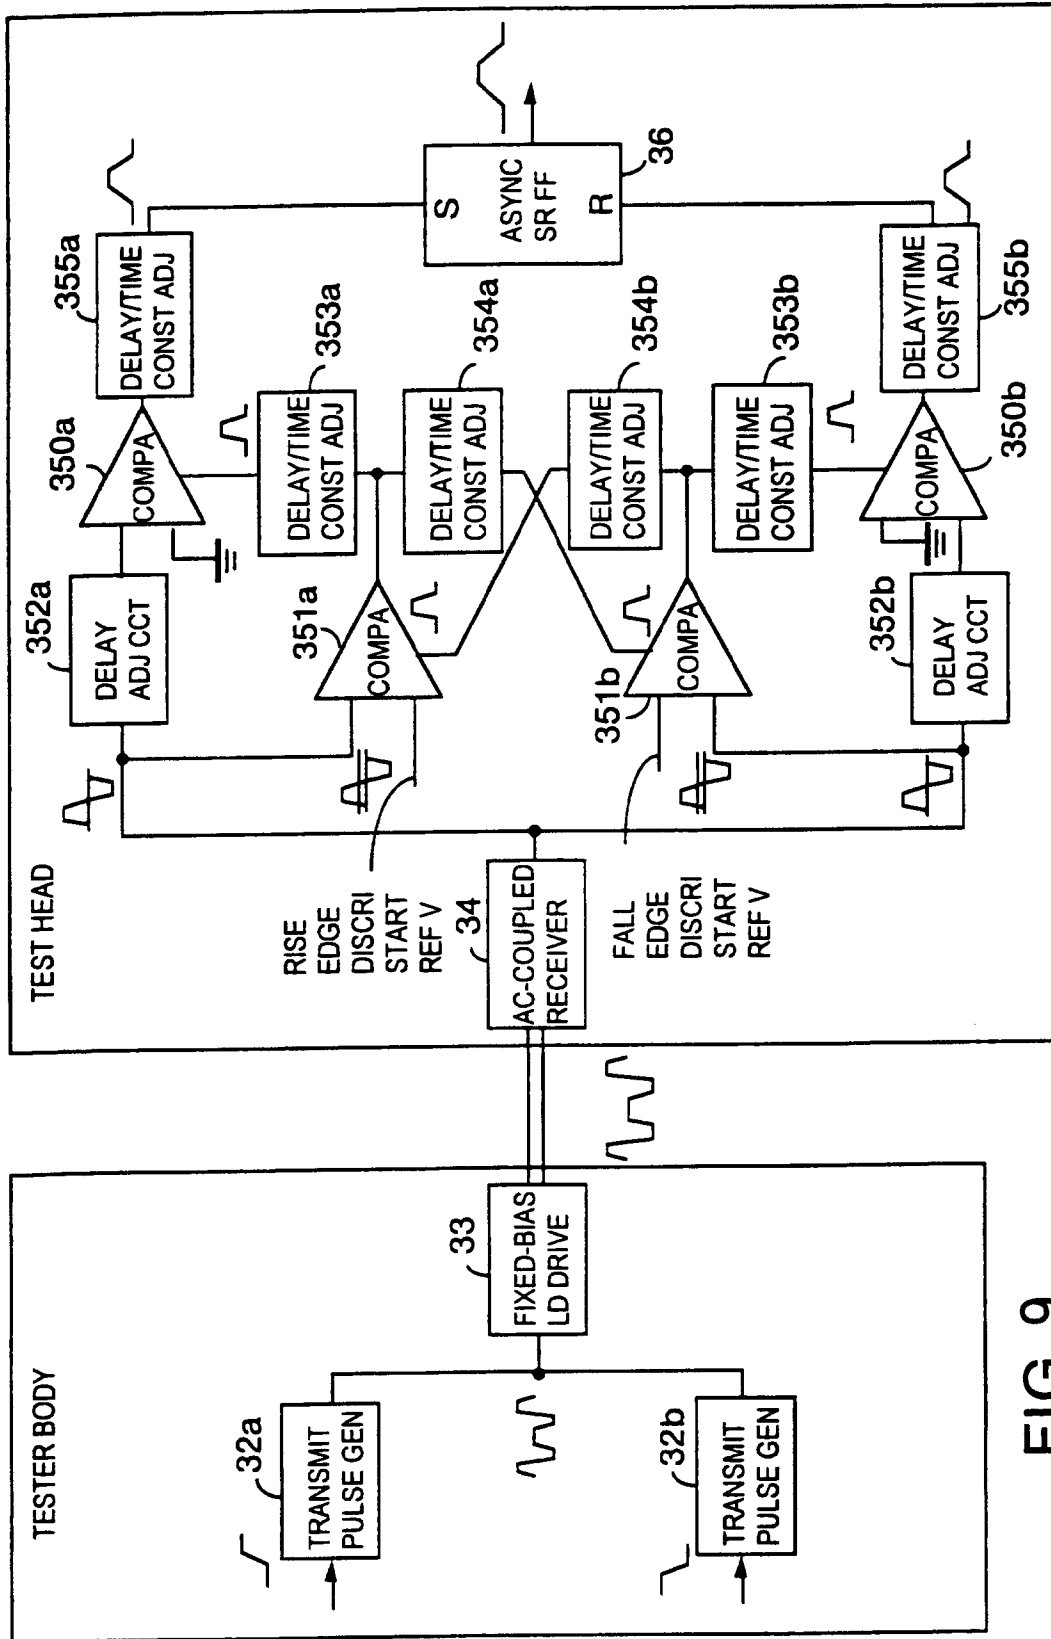 TESTER BODY
32a
TRANSMIT
PULSE GEN
32b
TRANSMIT
PULSE GEN
33
FIXED-BIAS
LD DRIVE
TEST HEAD
34
AC-COUPLED
RECEIVER
RISE
EDGE
DISCRI
START
REF V
FALL
EDGE
DISCRI
START
REF V
352a
DELAY
ADJ CCT
351a
COMPA
351b
COMPA
352b
DELAY
ADJ CCT
350a
COMPA
353a
DELAY/TIME
CONST ADJ
354a
DELAY/TIME
CONST ADJ
354b
DELAY/TIME
CONST ADJ
353b
DELAY/TIME
CONST ADJ
350b
COMPA
355a
DELAY/TIME
CONST ADJ
355b
DELAY/TIME
CONST ADJ
S
ASYNC
SR FF
R
36
FIG. 9